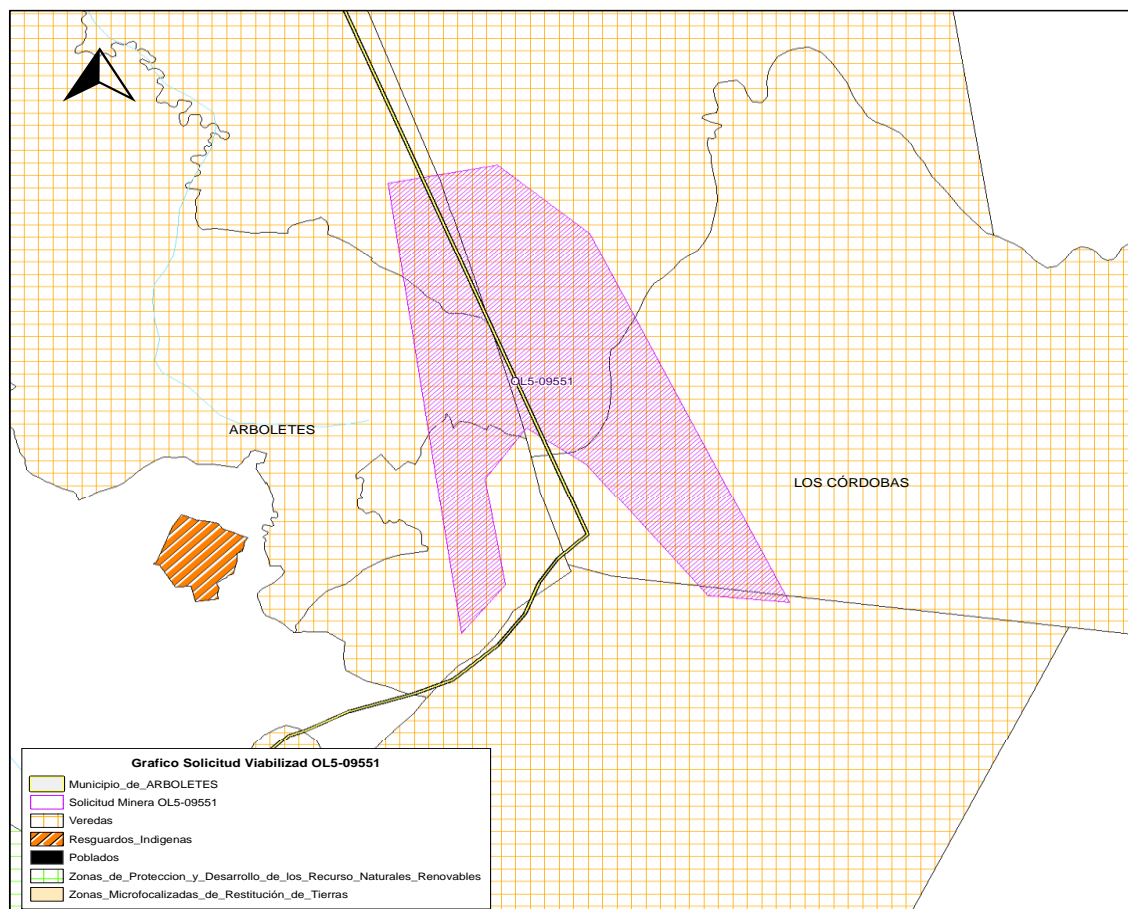 OL5-09551
ARBOLETES
LOS CÓRDOBAS
Grafico Solicitud Viabilizad OL5-09551
Municipio_de_ARBOLETES
Solicitud Minera OL5-09551
Veredas
Resguardos_Indigenas
Poblados
Zonas_de_Proteccion_y_Desarrollo_de_los_Recurso_Naturales_Renovables
Zonas_Microfocalizadas_de_Restitución_de_Tierras